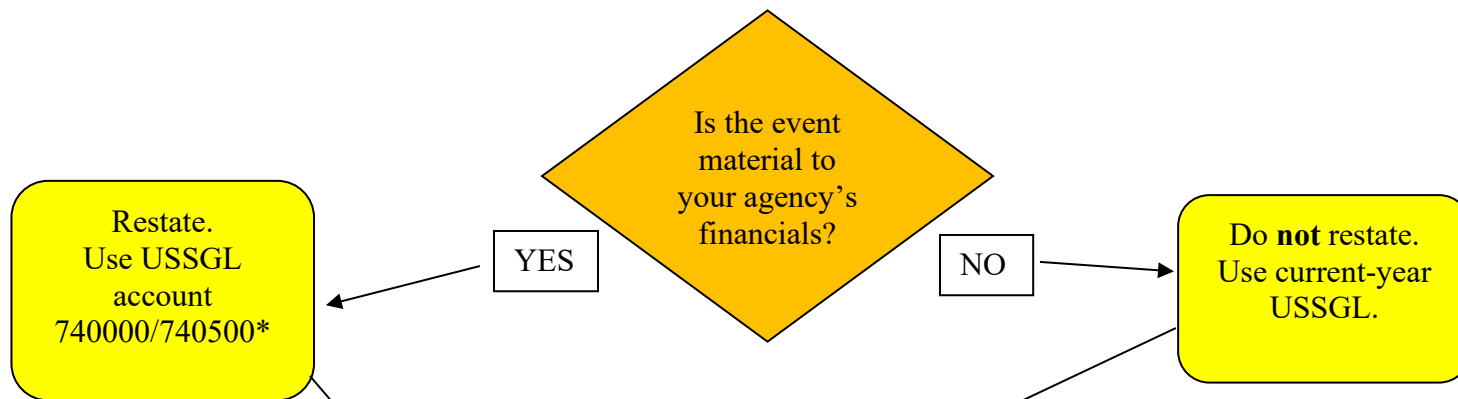 Is the event
material to
your agency’s
financials?
Restate.
Use USSGL
account
740000/740500*
YES
NO
Do not restate.
Use current-year
USSGL.